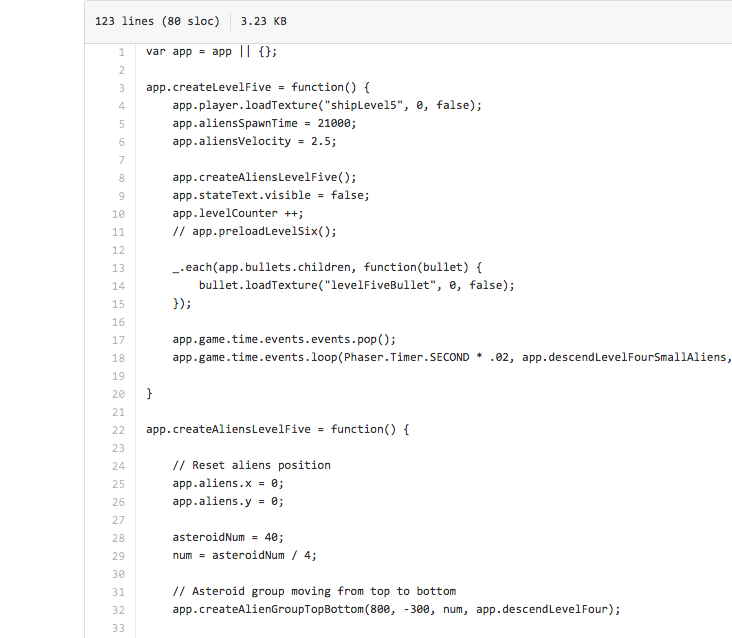 123 lines (80 sloc) 3.23 KB
1 var app = app || {};
2
3 app.createLevelFive = function() {
4 app.player.loadTexture("shipLevel5", 0, false);
5 app.aliensSpawnTime = 21000;
6 app.aliensVelocity = 2.5;
7
8 app.createAliensLevelFive();
9 app.stateText.visible = false;
10 app.levelCounter ++;
11 // app.preloadLevelSix();
12
13 _.each(app.bullets.children, function(bullet) {
14 bullet.loadTexture("levelFiveBullet", 0, false);
15 });
16
17 app.game.time.events.events.pop();
18 app.game.time.events.loop(Phaser.Timer.SECOND * .02, app.descendLevelFourSmallAliens,
19
20 }
21
22 app.createAliensLevelFive = function() {
23
24 // Reset aliens position
25 app.aliens.x = 0;
26 app.aliens.y = 0;
27
28 asteroidNum = 40;
29 num = asteroidNum / 4;
30
31 // Asteroid group moving from top to bottom
32 app.createAlienGroupTopBottom(800, -300, num, app.descendLevelFour);
33